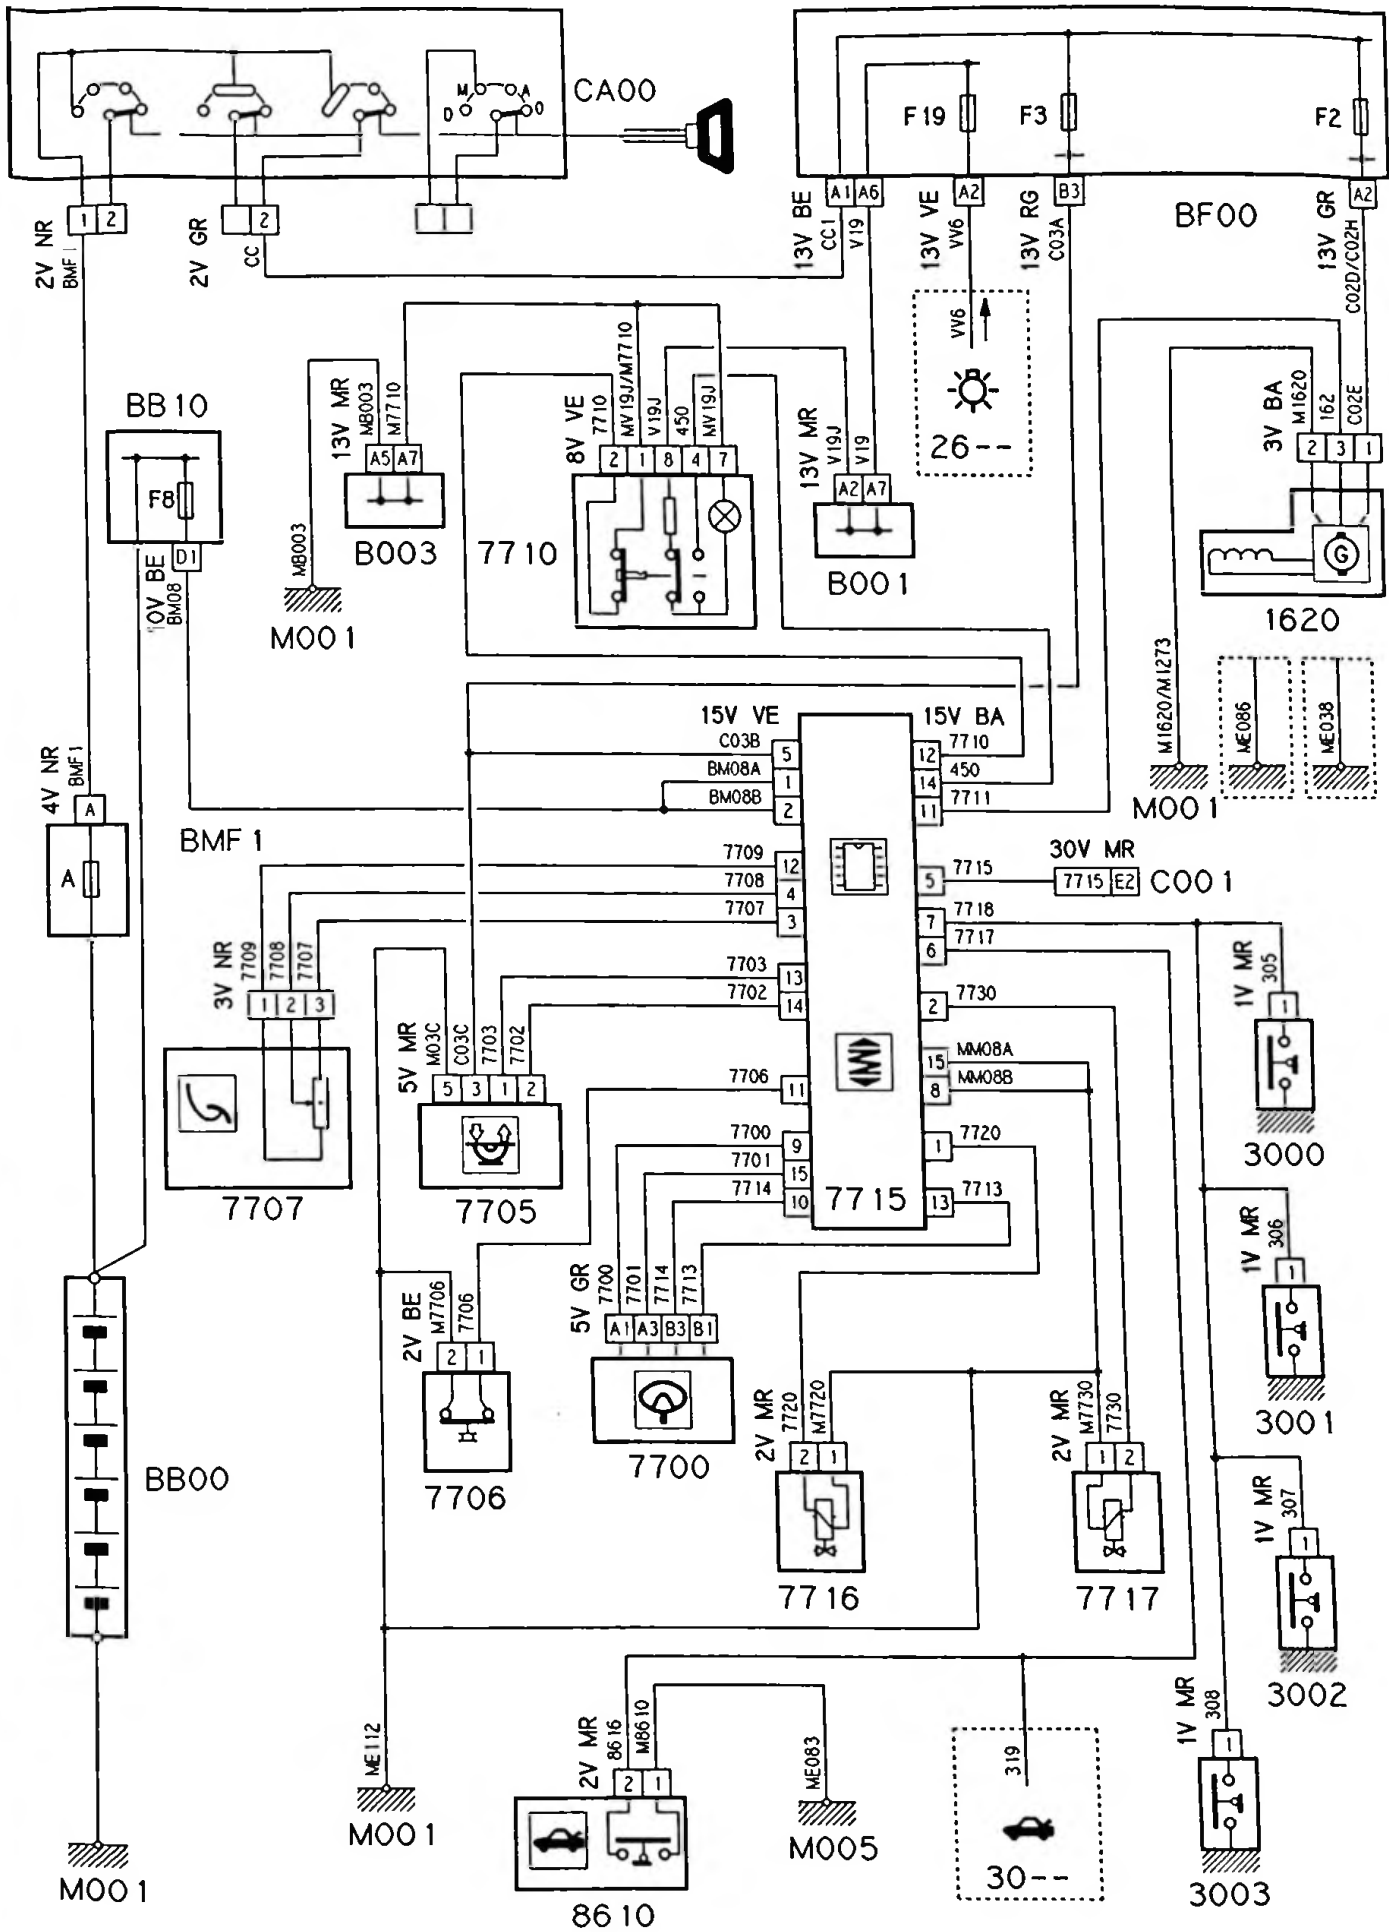 CA00
M
A
D
O
F19
F3
F2
BF00
1
2
2
A1
A6
A2
B3
A2
2V NR
BMF1
2V GR
CC
13V BE
CC1
V19
13V VE
VV6
13V RG
C03A
13V GR
C02D/C02H
VV6
26--
BB10
F8
D1
10V BE
BM08
13V MR
MB003
M7710
A5
A7
B003
MB003
M001
8V VE
7710
MV19J/M7710
V19J
450
MV19J
2
1
8
4
7
7710
13V MR
V19J
V19
A2
A7
B001
3V BA
M1620
162
C02E
2
3
1
G
1620
M1620/M1273
M001
ME086
ME038
4V NR
BMF1
A
A
BMF1
15V VE
15V BA
C03B
5
BM08A
1
BM08B
2
7709
12
7708
4
7707
3
7703
13
7702
14
7706
11
7700
9
7701
15
7714
10
12
7710
14
450
11
7711
5
7715
7
7718
6
7717
2
7730
15
MM08A
8
MM08B
1
7720
13
7713
7715
30V MR
7715
E2
C001
3V NR
7709
7708
7707
1
2
3
7707
5V MR
M03C
C03C
7703
7702
5
3
1
2
7705
2V BE
M7706
7706
2
1
7706
5V GR
7700
7701
7714
7713
A1
A3
B3
B1
7700
2V MR
7720
M7720
2
1
7716
2V MR
M7730
7730
1
2
7717
1V MR
305
1
3000
1V MR
306
1
3001
1V MR
307
1
3002
1V MR
308
1
3003
BB00
M001
ME112
M001
2V MR
8616
M8610
2
1
8610
ME083
M005
319
30--